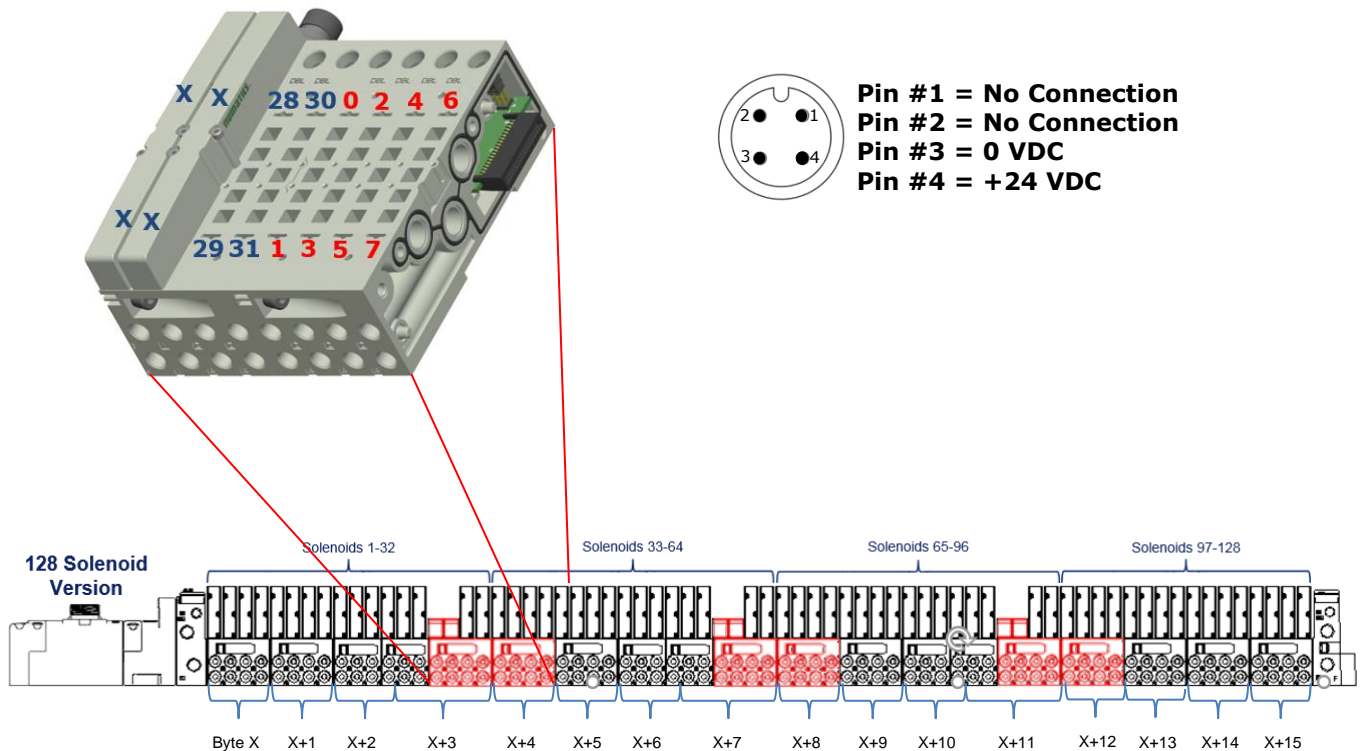 DBL DBL DBL DBL DBL DBL
X X 28 30 0 2 4 6
X X
29 31 1 3 5 7
2 1
3 4
Pin #1 = No Connection
Pin #2 = No Connection
Pin #3 = 0 VDC
Pin #4 = +24 VDC
Solenoids 1-32 Solenoids 33-64 Solenoids 65-96 Solenoids 97-128
128 Solenoid
Version
Byte X X+1 X+2 X+3 X+4 X+5 X+6 X+7 X+8 X+9 X+10 X+11 X+12 X+13 X+14 X+15